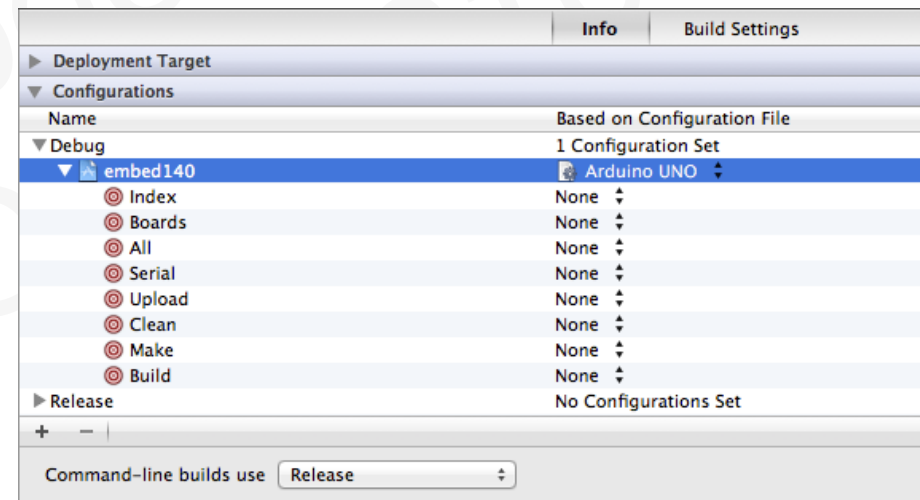 Info Build Settings
Deployment Target
Configurations
Name Based on Configuration File
Debug 1 Configuration Set
embed140 Arduino UNO
Index None
Boards None
All None
Serial None
Upload None
Clean None
Make None
Build None
Release No Configurations Set
+ −
Command-line builds use Release